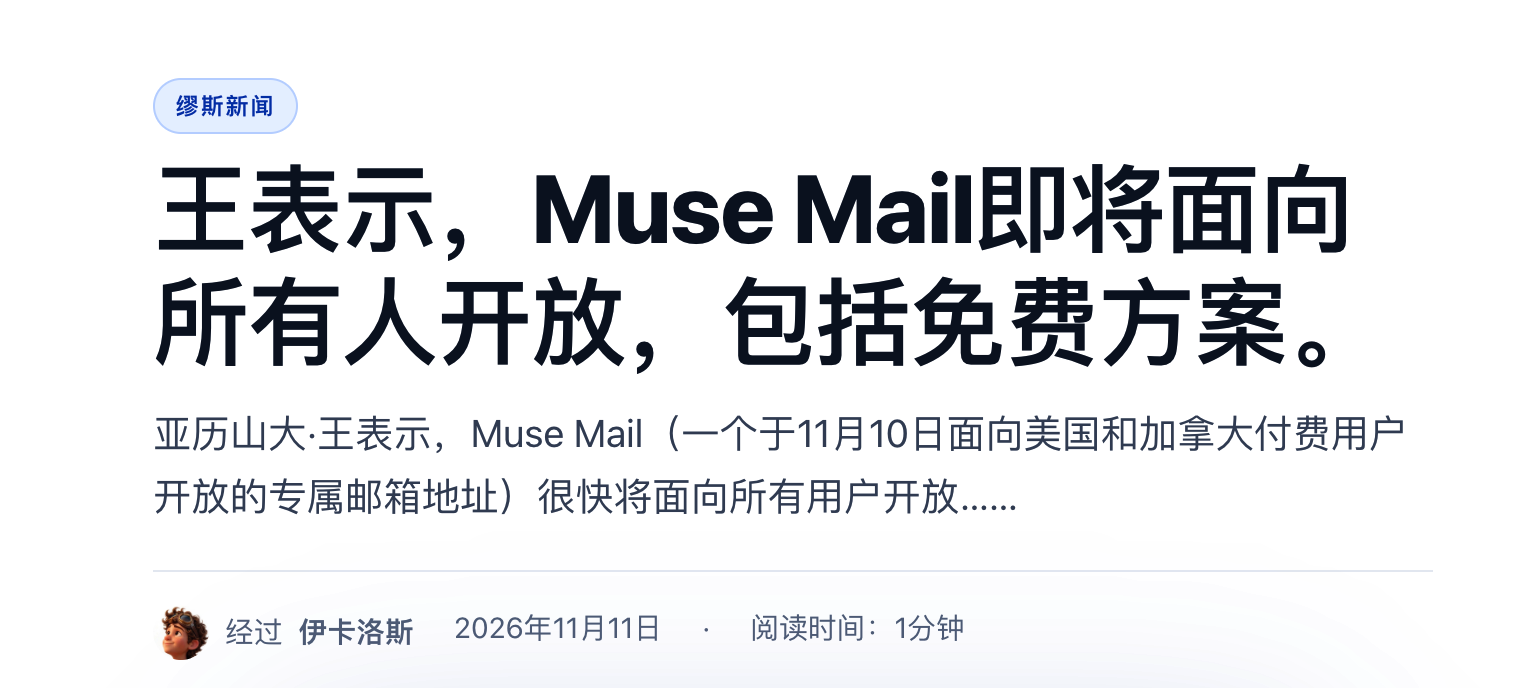 缪斯新闻
王表示，Muse Mail即将面向
所有人开放，包括免费方案。
亚历山大·王表示，Muse Mail（一个于11月10日面向美国和加拿大付费用户
开放的专属邮箱地址）很快将面向所有用户开放……
经过 伊卡洛斯 2026年11月11日 · 阅读时间：1分钟